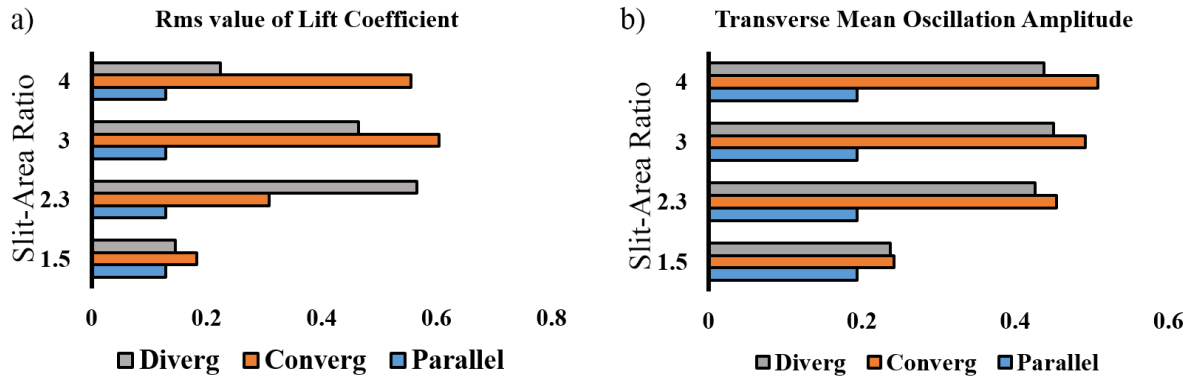 a) Rms value of Lift Coefficient
Slit-Area Ratio
4
3
2.3
1.5
0 0.2 0.4 0.6 0.8
Diverg Converg Parallel
b) Transverse Mean Oscillation Amplitude
Slit-Area Ratio
4
3
2.3
1.5
0 0.2 0.4 0.6
Diverg Converg Parallel